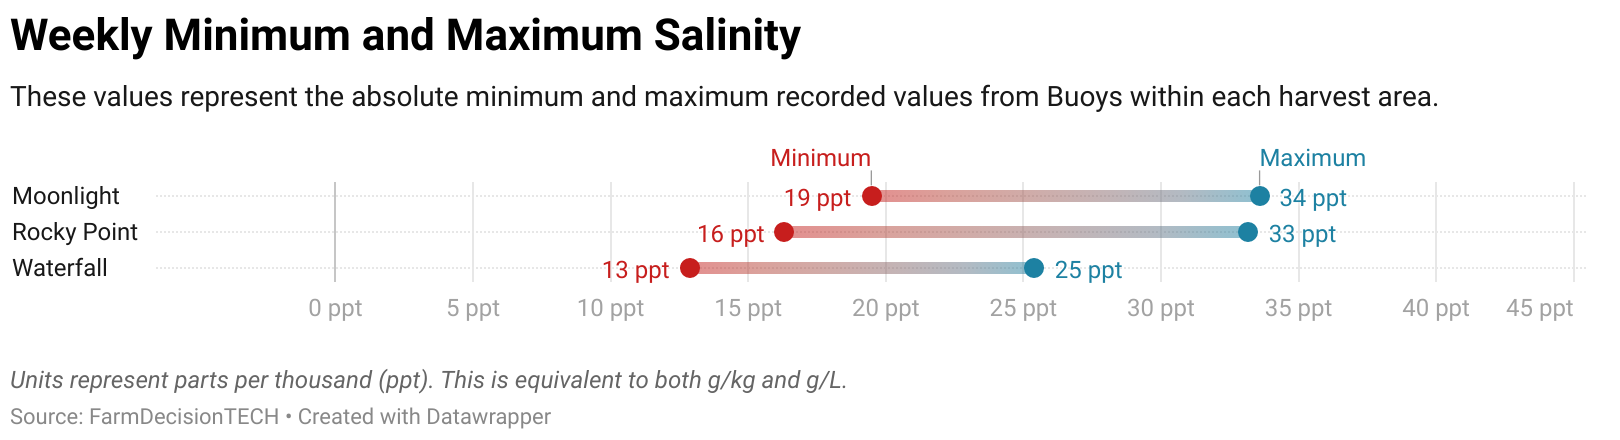 Weekly Minimum and Maximum Salinity
These values represent the absolute minimum and maximum recorded values from Buoys within each harvest area.
Minimum Maximum
Moonlight 19 ppt 34 ppt
Rocky Point 16 ppt 33 ppt
Waterfall 13 ppt 25 ppt
0 ppt 5 ppt 10 ppt 15 ppt 20 ppt 25 ppt 30 ppt 35 ppt 40 ppt 45 ppt
Units represent parts per thousand (ppt). This is equivalent to both g/kg and g/L.
Source: FarmDecisionTECH • Created with Datawrapper